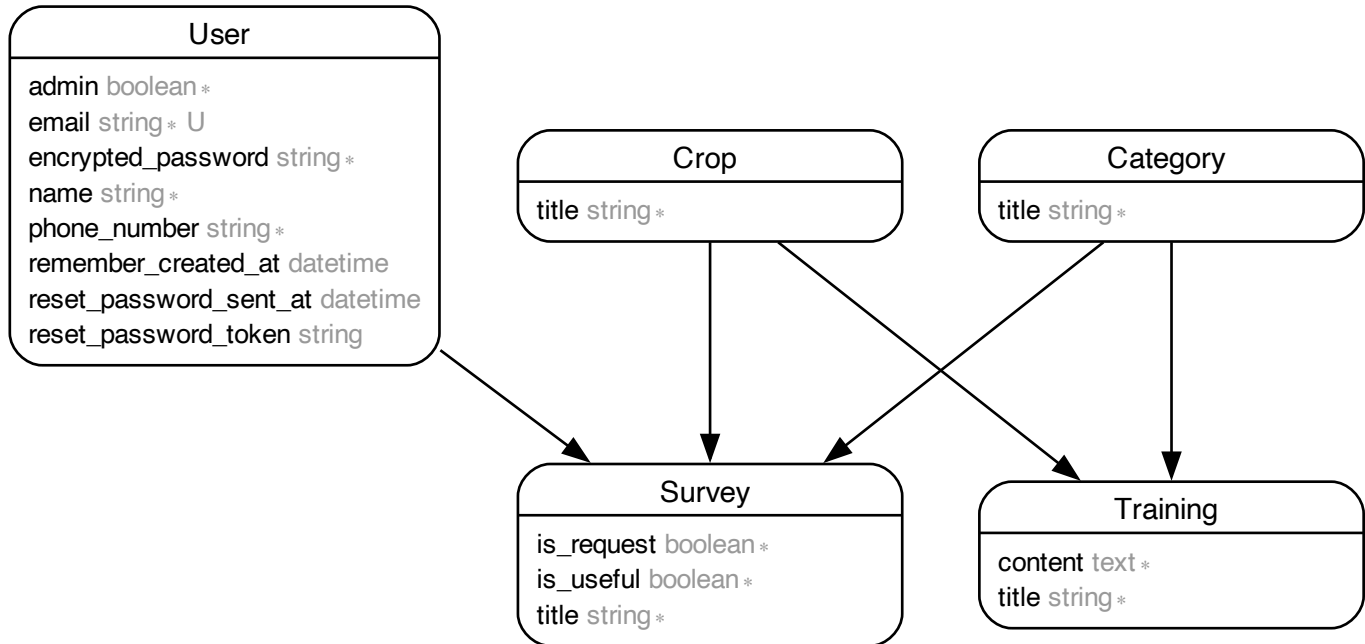 User
admin boolean *
email string * U
encrypted_password string *
name string *
phone_number string *
remember_created_at datetime
reset_password_sent_at datetime
reset_password_token string
Crop
title string *
Category
title string *
Survey
is_request boolean *
is_useful boolean *
title string *
Training
content text *
title string *